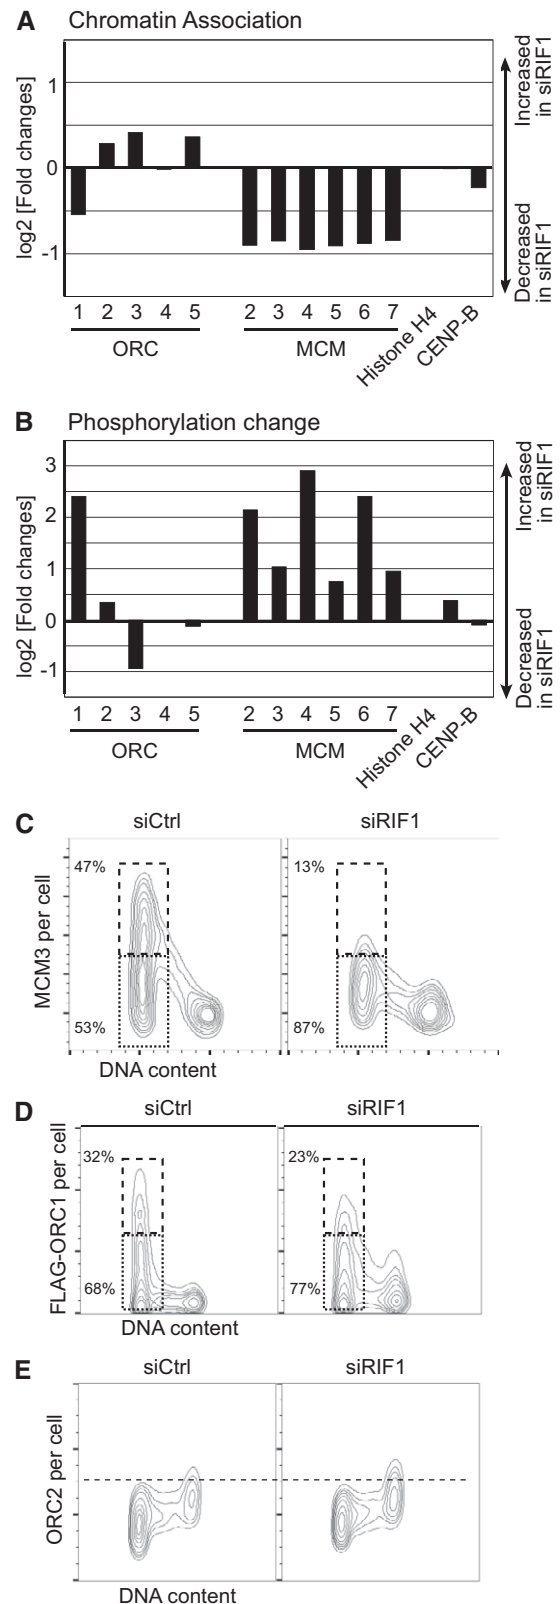 A Chromatin Association
log2 [Fold changes]
1
0
-1
Increased
in siRIF1
Decreased
in siRIF1
1 2 3 4 5 2 3 4 5 6 7
ORC MCM Histone H4 CENP-B
B Phosphorylation change
log2 [Fold changes]
3
2
1
0
-1
Increased
in siRIF1
Decreased
in siRIF1
1 2 3 4 5 2 3 4 5 6 7
ORC MCM Histone H4 CENP-B
C siCtrl siRIF1
MCM3 per cell
47% 13%
53% 87%
DNA content
D siCtrl siRIF1
FLAG-ORC1 per cell
32% 23%
68% 77%
DNA content
E siCtrl siRIF1
ORC2 per cell
DNA content